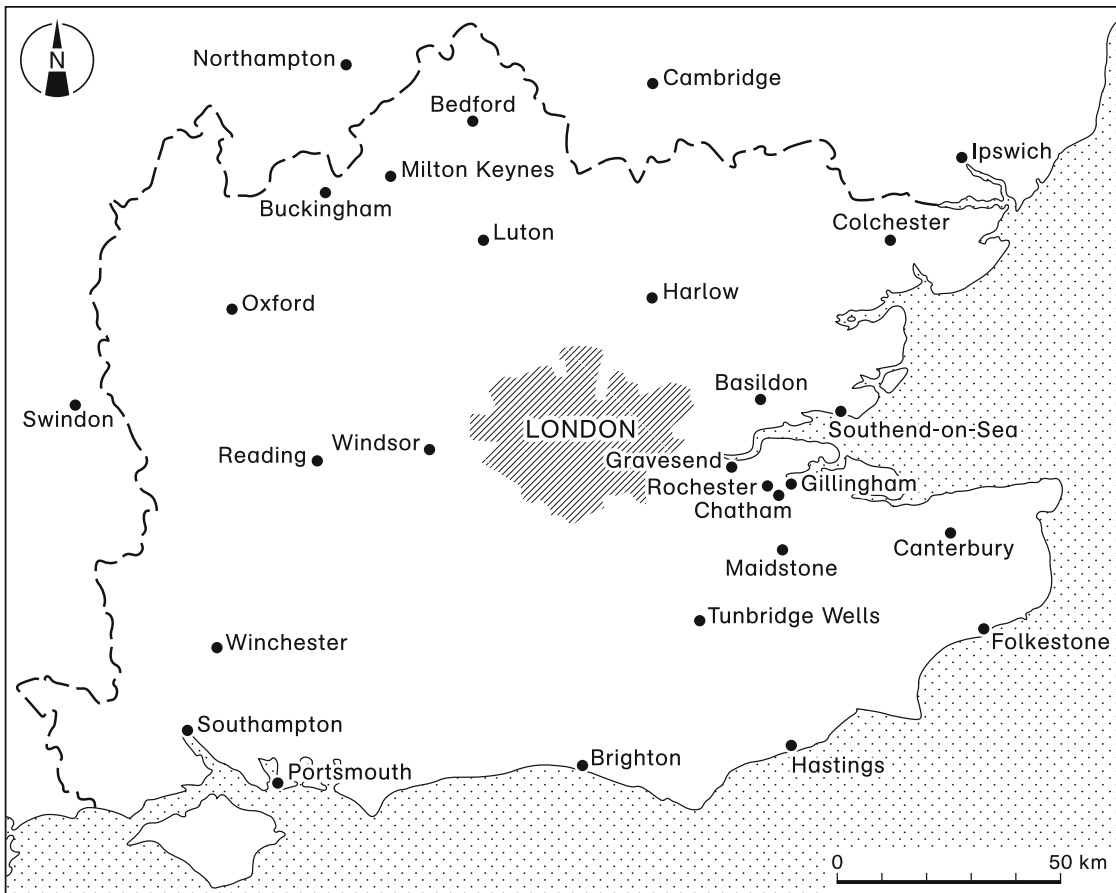 N
Northampton
Cambridge
Bedford
Ipswich
Milton Keynes
Buckingham
Colchester
Luton
Harlow
Oxford
Basildon
Swindon
LONDON
Southend-on-Sea
Windsor
Reading
Gravesend
Rochester
Gillingham
Chatham
Canterbury
Maidstone
Tunbridge Wells
Winchester
Folkestone
Southampton
Brighton
Hastings
Portsmouth
0 50 km